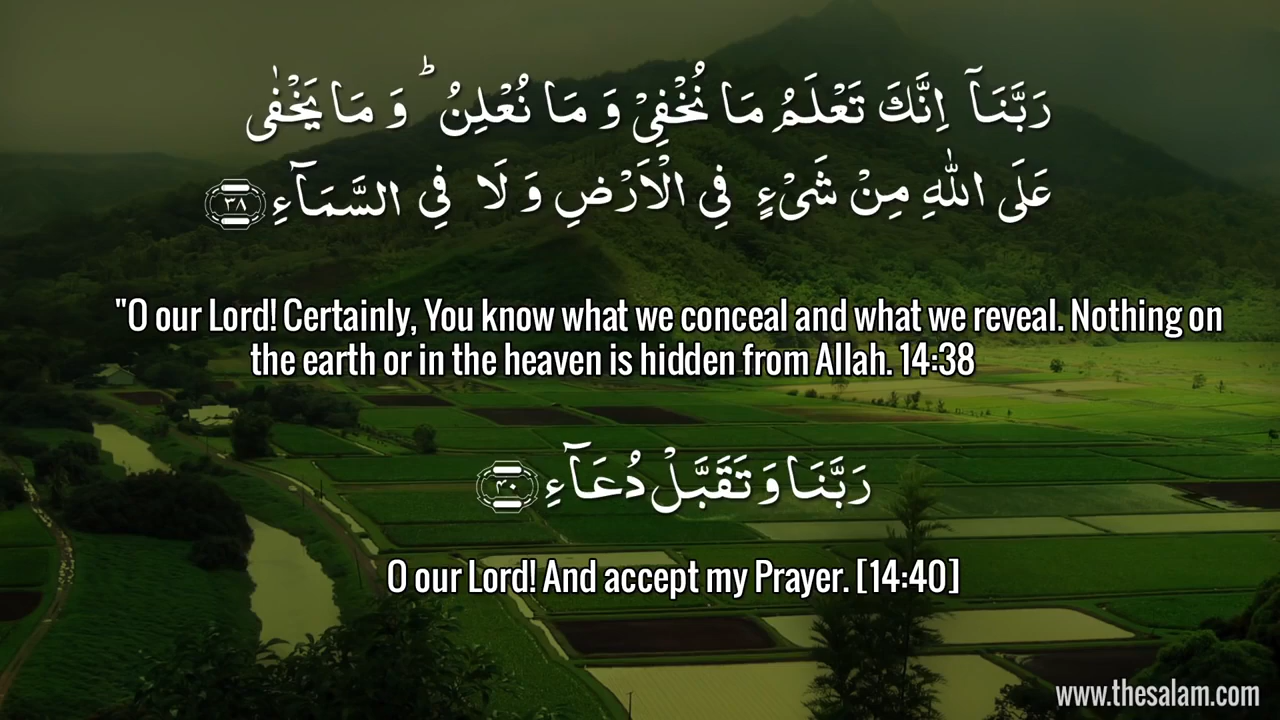 رَبَّنَاۤ اِنَّكَ تَعْلَمُ مَا نُخْفِیْ وَ مَا نُعْلِنُ ؕ وَ مَا یَخْفٰی
عَلَی اللّٰهِ مِنْ شَیْءٍ فِی الْاَرْضِ وَ لَا فِی السَّمَآءِ ﴿۳۸﴾
"O our Lord! Certainly, You know what we conceal and what we reveal. Nothing on
the earth or in the heaven is hidden from Allah. 14:38
رَبَّنَا وَ تَقَبَّلْ دُعَآءِ ﴿۴۰﴾
O our Lord! And accept my Prayer. [14:40]
www.thesalam.com